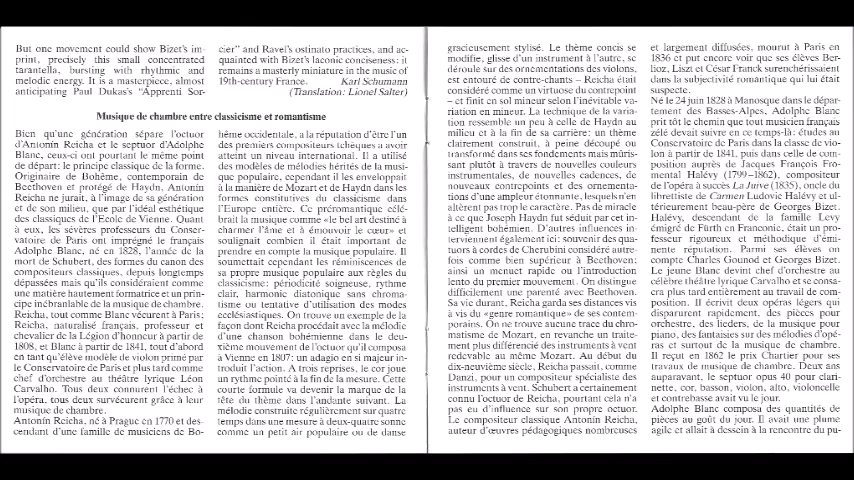 But one movement could show Bizet's im-
print, precisely this small concentrated
tarantella, bursting with rhythmic and
melodic energy. It is a masterpiece, almost
anticipating Paul Dukas's "Apprenti Sor-
cier" and Ravel's ostinato practices, and ac-
quainted with Bizet's laconic conciseness: it
remains a masterly miniature in the music of
19th-century France. Karl Schumann
(Translation: Lionel Salter)
Musique de chambre entre classicisme et romantisme
Bien qu'une génération sépare l'octuor
d'Antonín Reicha et le septuor d'Adolphe
Blanc, ceux-ci ont pourtant le même point
de départ: le principe classique de la forme.
Originaire de Bohême, contemporain de
Beethoven et protégé de Haydn, Antonín
Reicha ne jurait, à l'image de sa génération
et de son milieu, que par l'idéal esthétique
des classiques de l'Ecole de Vienne. Quant
à eux, les sévères professeurs du Conser-
vatoire de Paris ont imprégné le français
Adolphe Blanc, né en 1828, l'année de la
mort de Schubert, des formes du canon des
compositeurs classiques, depuis longtemps
dépassées mais qu'ils considéraient comme
une matière hautement formatrice et un prin-
cipe inébranlable de la musique de chambre.
Reicha, tout comme Blanc vécurent à Paris;
Reicha, naturalisé français, professeur et
chevalier de la Légion d'honneur à partir de
1808, et Blanc à partir de 1841, tout d'abord
en tant qu'élève modèle de violon primé par
le Conservatoire de Paris et plus tard comme
chef d'orchestre au théâtre lyrique Léon
Carvalho. Tous deux connurent l'échec à
l'opéra, tous deux survécurent grâce à leur
musique de chambre.
Antonín Reicha, né à Prague en 1770 et des-
cendant d'une famille de musiciens de Bo-
hême occidentale, a la réputation d'être l'un
des premiers compositeurs tchèques a avoir
atteint un niveau international. Il a utilisé
des modèles de mélodies hérités de la musi-
que populaire, cependant il les enveloppait
à la manière de Mozart et de Haydn dans les
formes constitutives du classicisme dans
l'Europe entière. Ce préromantique célé-
brait la musique comme «le bel art destiné à
charmer l'âme et à émouvoir le cœur» et
soulignait combien il était important de
prendre en compte la musique populaire. Il
soumettait cependant les réminiscences de
sa propre musique populaire aux règles du
classicisme: périodicité soigneuse, rythme
clair, harmonie diatonique sans chroma-
tisme ou tentative d'utilisation des modes
ecclésiastiques. On trouve un exemple de la
façon dont Reicha procédait avec la mélodie
d'une chanson bohémienne dans le deu-
xième mouvement de l'octuor qu'il composa
à Vienne en 1807: un adagio en si majeur in-
troduit l'action. A trois reprises, le cor joue
un rythme pointé à la fin de la mesure. Cette
courte formule va devenir la marque de la
tête du thème dans l'andante suivant. La
mélodie construite régulièrement sur quatre
temps dans une mesure à deux-quatre sonne
comme un petit air populaire ou de danse
gracieusement stylisé. Le thème concis se
modifie, glisse d'un instrument à l'autre, se
déroule sur des ornementations des violons,
est entouré de contre-chants – Reicha était
considéré comme un virtuose du contrepoint
– et finit en sol mineur selon l'inévitable va-
riation en mineur. La technique de la varia-
tion ressemble un peu à celle de Haydn au
milieu et à la fin de sa carrière: un thème
clairement construit, à peine découpé ou
transformé dans ses fondements mais mûris-
sant plutôt à travers de nouvelles couleurs
instrumentales, de nouvelles cadences, de
nouveaux contrepoints et des ornementa-
tions d'une ampleur étonnante, lesquels n'en
altèrent pas trop le caractère. Pas de miracle
à ce que Joseph Haydn fut séduit par cet in-
telligent bohémien. D'autres influences in-
terviennent également ici: souvenir des qua-
tuors à cordes de Cherubini considéré autre-
fois comme bien supérieur à Beethoven;
ainsi un menuet rapide ou l'introduction
lento du premier mouvement. On distingue
difficilement une parenté avec Beethoven.
Sa vie durant, Reicha garda ses distances vis
à vis du «genre romantique» de ses contem-
porains. On ne trouve aucune trace du chro-
matisme de Mozart, en revanche un traite-
ment plus différencié des instruments à vent
redevable au même Mozart. Au début du
dix-neuvième siècle, Reicha passait, comme
Danzi, pour un compositeur spécialiste des
instruments à vent. Schubert a certainement
connu l'octuor de Reicha, pourtant cela n'a
pas eu d'influence sur son propre octuor.
Le compositeur classique Antonín Reicha,
auteur d'œuvres pédagogiques nombreuses
et largement diffusées, mourut à Paris en
1836 et put encore voir que ses élèves Ber-
lioz, Liszt et César Franck surenchérissaient
dans la subjectivité romantique qui lui était
suspecte.
Né le 24 juin 1828 à Manosque dans le dépar-
tement des Basses-Alpes, Adolphe Blanc
prit tôt le chemin que tout musicien français
zélé devait suivre en ce temps-là: études au
Conservatoire de Paris dans la classe de vio-
lon à partir de 1841, puis dans celle de com-
position auprès de Jacques François Fro-
mental Halévy (1799–1862), compositeur
de l'opéra à succès La Juive (1835), oncle du
librettiste de Carmen Ludovic Halévy et ul-
térieurement beau-père de Georges Bizet.
Halévy, descendant de la famille Levy
émigré de Fürth en Franconie, était un pro-
fesseur rigoureux et méthodique d'émi-
nente réputation. Parmi ses élèves on
compte Charles Gounod et Georges Bizet.
Le jeune Blanc devint chef d'orchestre au
célèbre théâtre lyrique Carvalho et se consa-
cra plus tard entièrement au travail de com-
position. Il écrivit deux opéras légers qui
disparurent rapidement, des pièces pour
orchestre, des lieder, de la musique pour
piano, des fantaisies sur des mélodies d'opé-
ras et surtout de la musique de chambre.
Il reçut en 1862 le prix Chartier pour ses
travaux de musique de chambre. Deux ans
auparavant, le septuor opus 40 pour clari-
nette, cor, basson, violon, alto, violoncelle
et contrebasse avait vu le jour.
Adolphe Blanc composa des quantités de
pièces au goût du jour. Il avait une plume
agile et allait à dessein à la rencontre du pu-